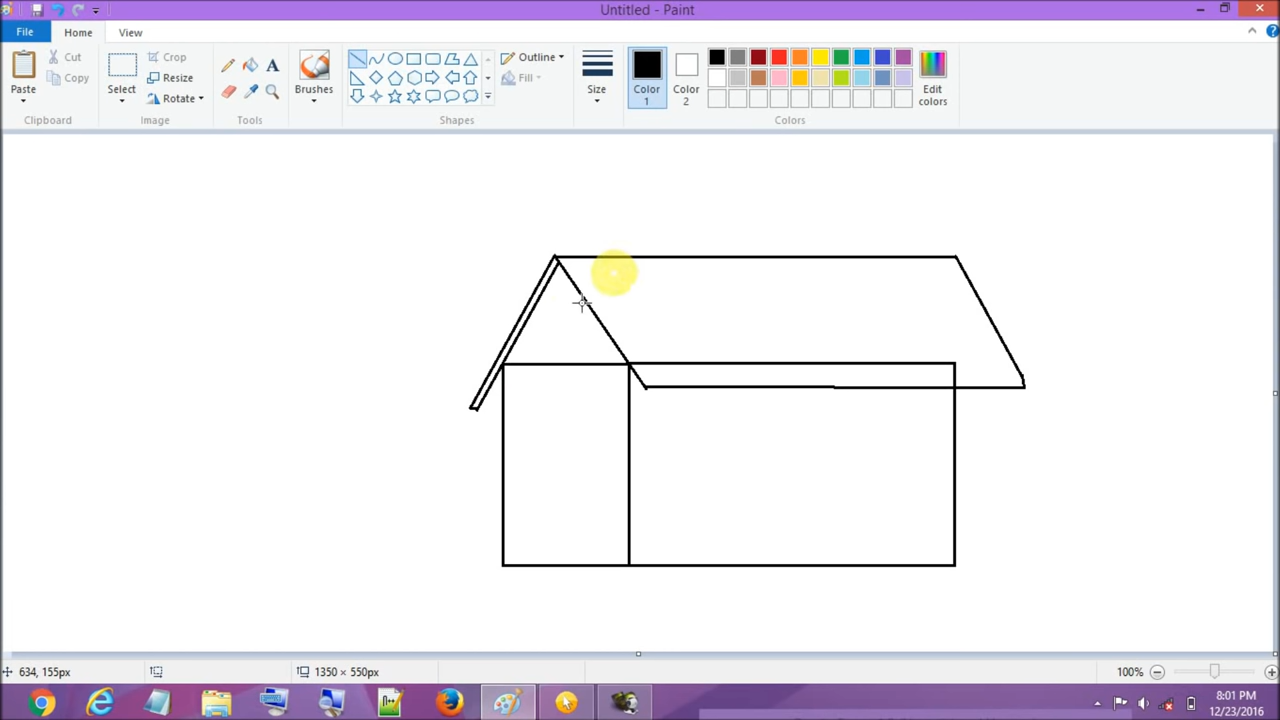 Untitled - Paint
File Home View
Paste
Cut
Copy
Clipboard
Select
Crop
Resize
Rotate
Image
A
Tools
Brushes
Shapes
Outline
Fill
Size
Color 1
Color 2
Edit colors
Colors
634, 155px
1350 × 550px
100%
n++
8:01 PM
12/23/2016